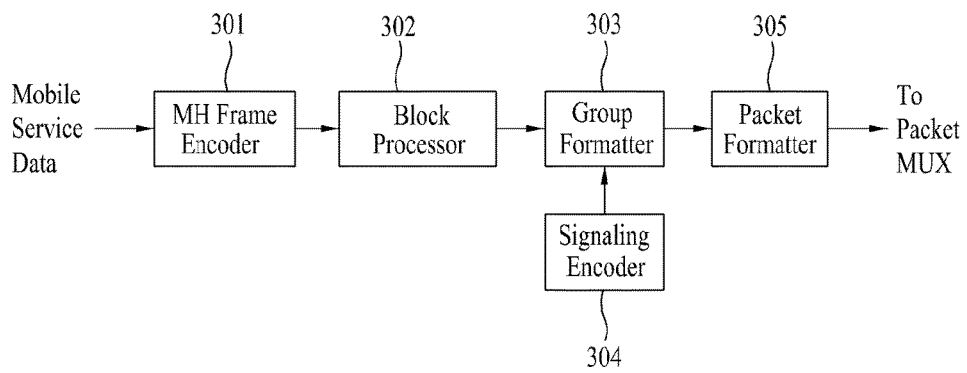 301
302
303
305
Mobile
Service
Data
MH Frame
Encoder
Block
Processor
Group
Formatter
Packet
Formatter
To
Packet
MUX
Signaling
Encoder
304